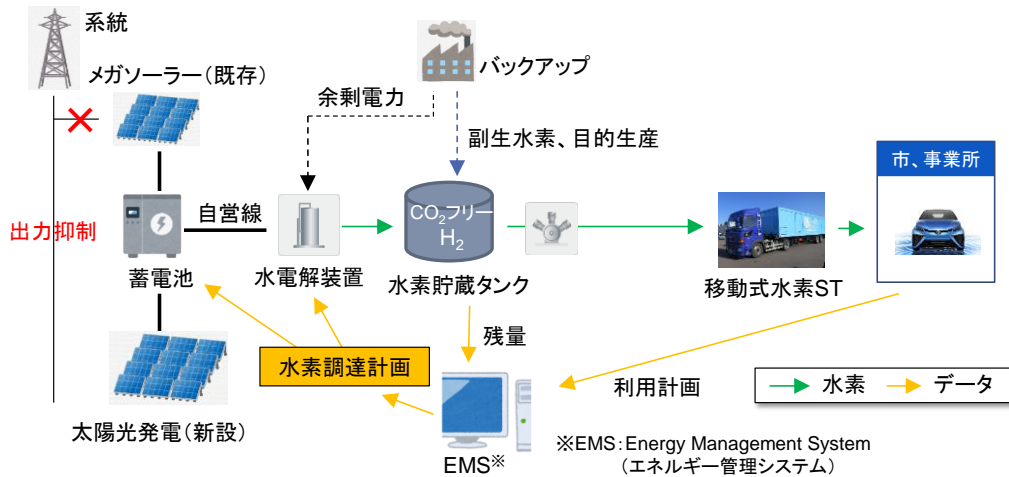 系統
メガソーラー(既存)
バックアップ
余剰電力
副生水素、目的生産
市、事業所
出力抑制
自営線
CO₂フリー
H₂
蓄電池
水電解装置
水素貯蔵タンク
移動式水素ST
残量
水素調達計画
利用計画
水素
データ
太陽光発電(新設)
EMS※
※EMS:Energy Management System
(エネルギー管理システム)